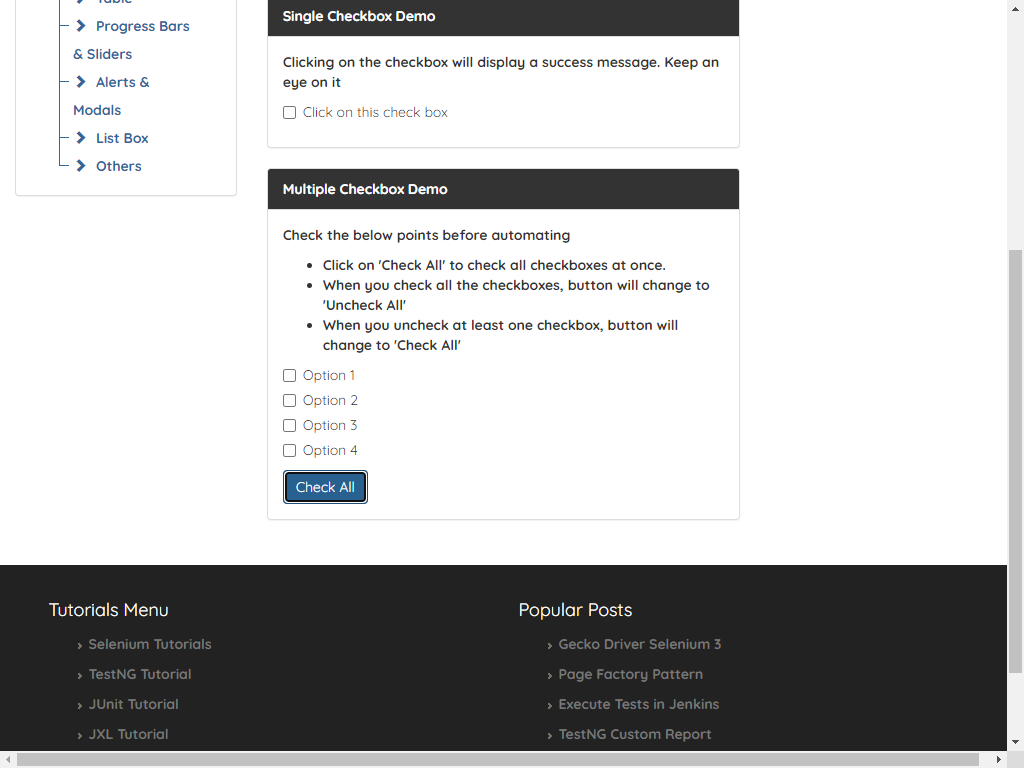 Table
Progress Bars
& Sliders
Alerts &
Modals
List Box
Others
Single Checkbox Demo
Clicking on the checkbox will display a success message. Keep an
eye on it
Click on this check box
Multiple Checkbox Demo
Check the below points before automating
Click on 'Check All' to check all checkboxes at once.
When you check all the checkboxes, button will change to
'Uncheck All'
When you uncheck at least one checkbox, button will
change to 'Check All'
Option 1
Option 2
Option 3
Option 4
Check All
Tutorials Menu
Selenium Tutorials
TestNG Tutorial
JUnit Tutorial
JXL Tutorial
Popular Posts
Gecko Driver Selenium 3
Page Factory Pattern
Execute Tests in Jenkins
TestNG Custom Report